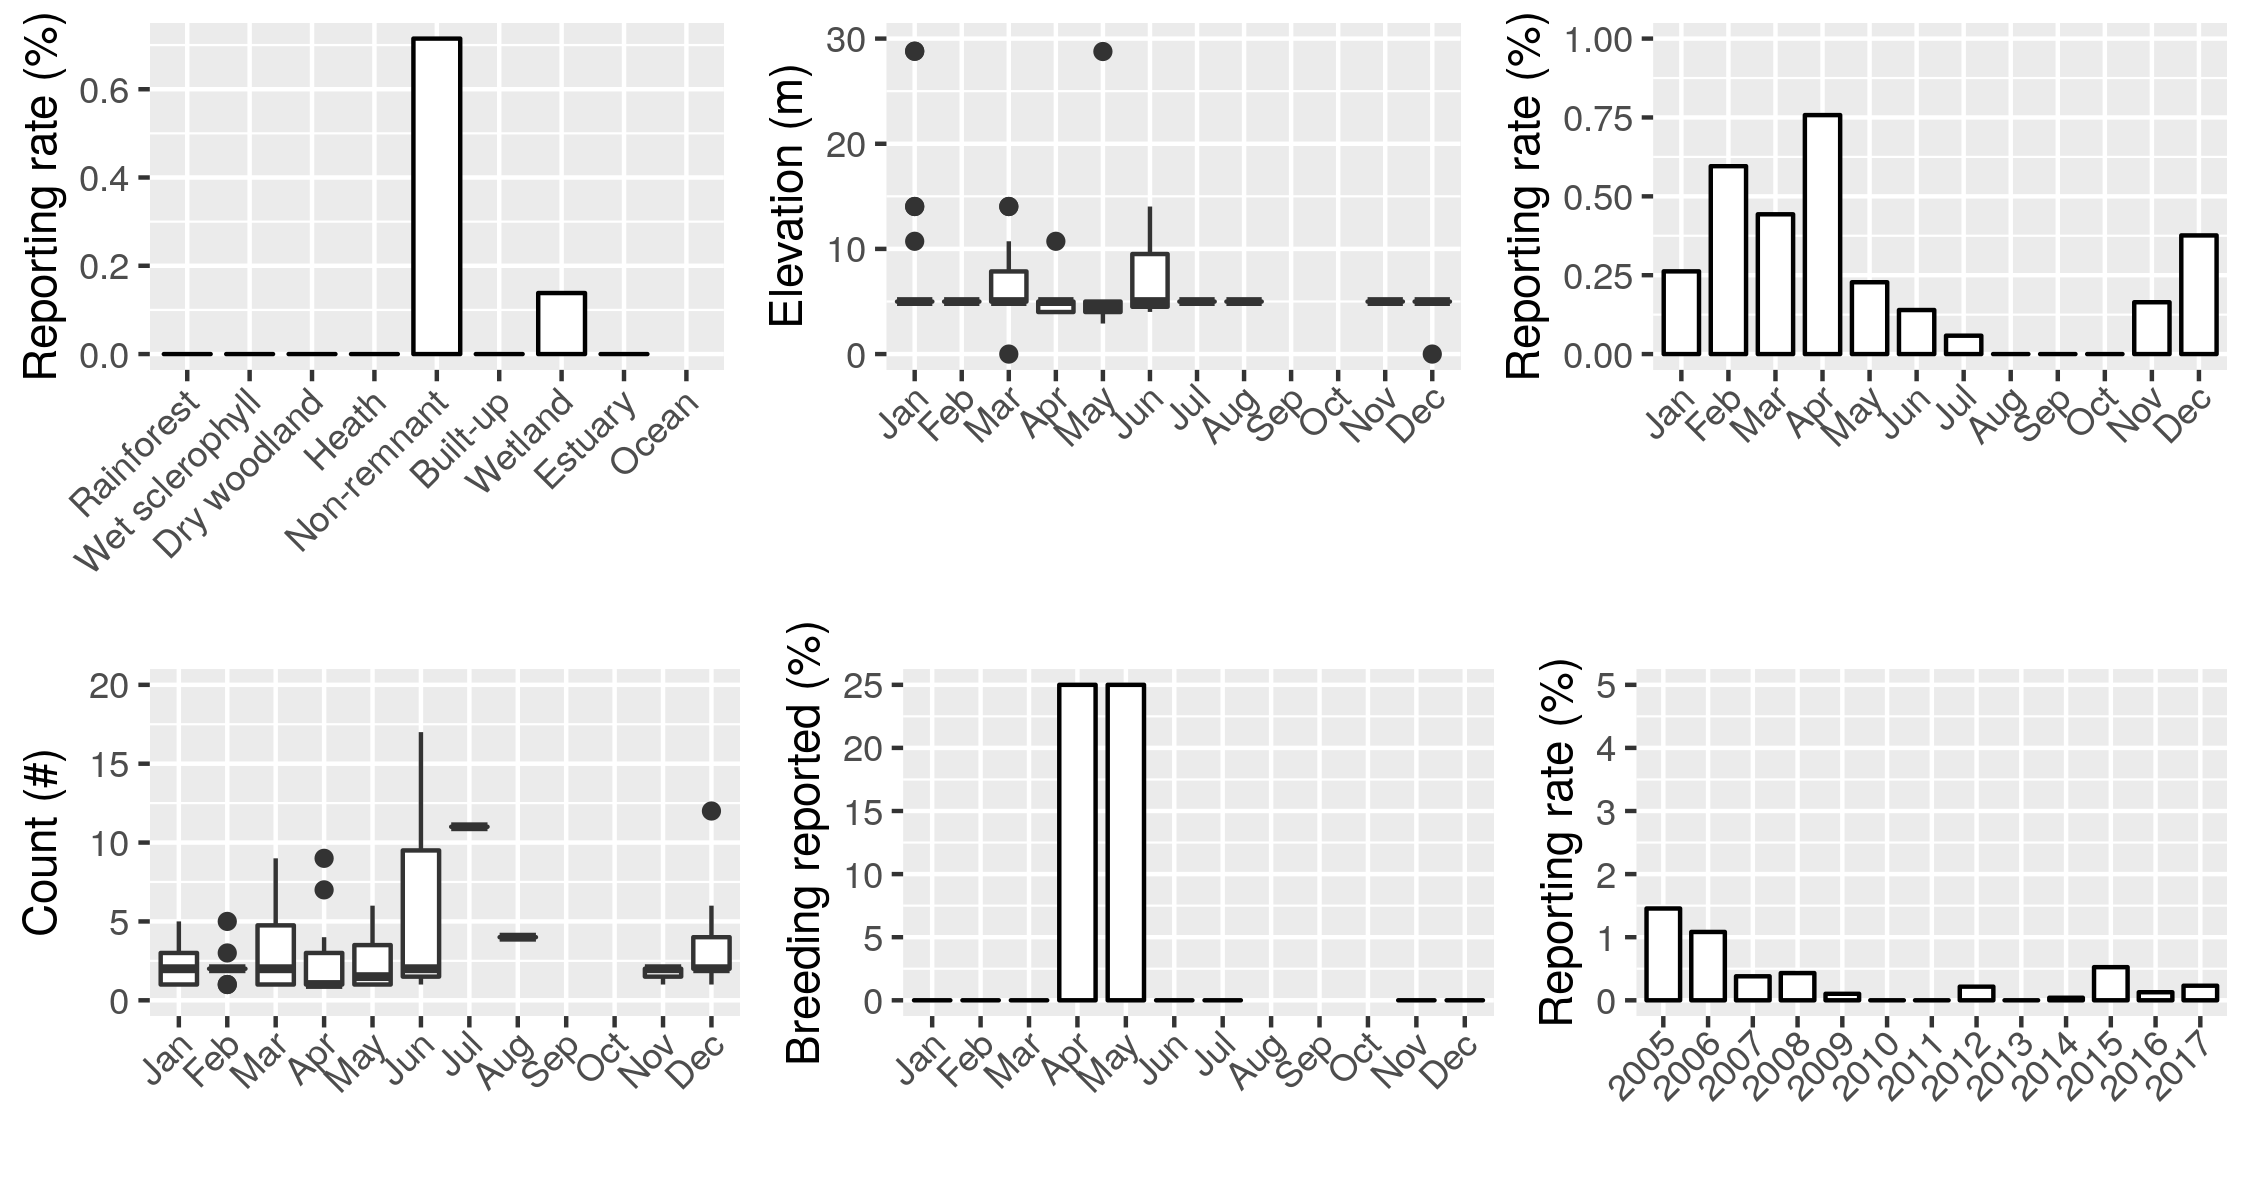 Reporting rate (%)
0.6
0.4
0.2
0.0
Rainforest
Wet sclerophyll
Dry woodland
Heath
Non-remnant
Built-up
Wetland
Estuary
Ocean
Elevation (m)
30
20
10
0
Jan
Feb
Mar
Apr
May
Jun
Jul
Aug
Sep
Oct
Nov
Dec
Reporting rate (%)
1.00
0.75
0.50
0.25
0.00
Jan
Feb
Mar
Apr
May
Jun
Jul
Aug
Sep
Oct
Nov
Dec
Count (#)
20
15
10
5
0
Jan
Feb
Mar
Apr
May
Jun
Jul
Aug
Sep
Oct
Nov
Dec
Breeding reported (%)
25
20
15
10
5
0
Jan
Feb
Mar
Apr
May
Jun
Jul
Aug
Sep
Oct
Nov
Dec
Reporting rate (%)
5
4
3
2
1
0
2005
2006
2007
2008
2009
2010
2011
2012
2013
2014
2015
2016
2017